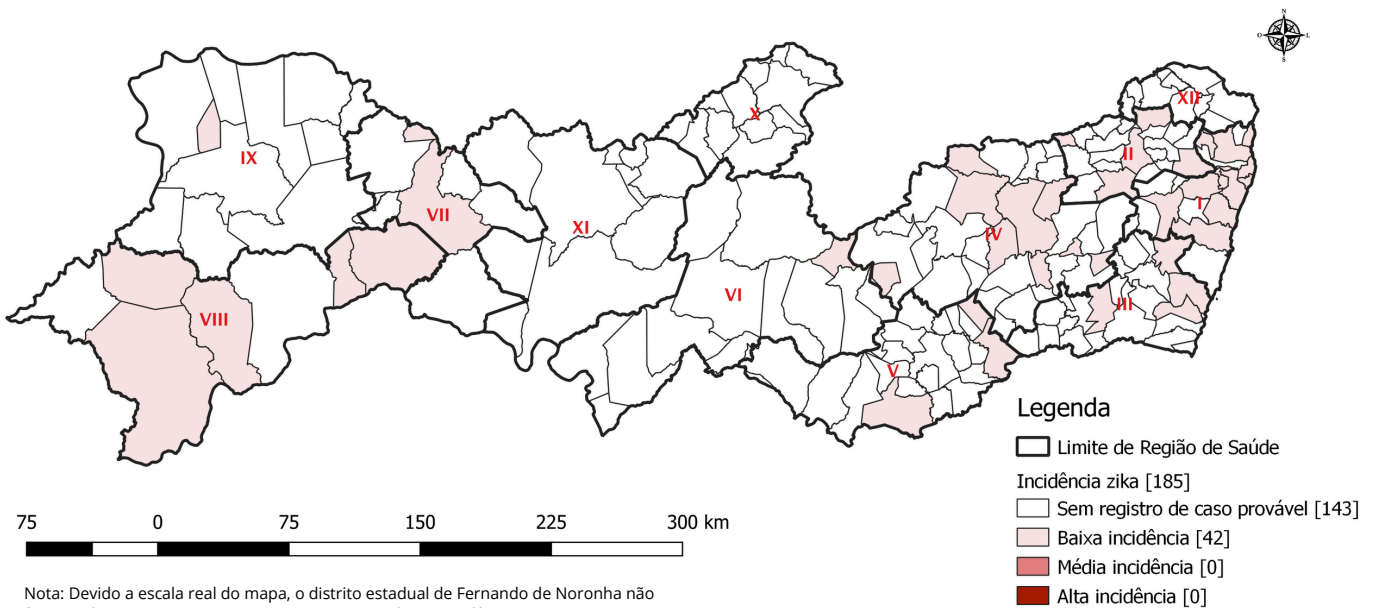 N
O L
S
XII
X
II
IX
I
VII
XI
IV
VI
III
VIII
V
Legenda
Limite de Região de Saúde
Incidência zika [185]
Sem registro de caso provável [143]
Baixa incidência [42]
Média incidência [0]
Alta incidência [0]
75 0 75 150 225 300 km
Nota: Devido a escala real do mapa, o distrito estadual de Fernando de Noronha não